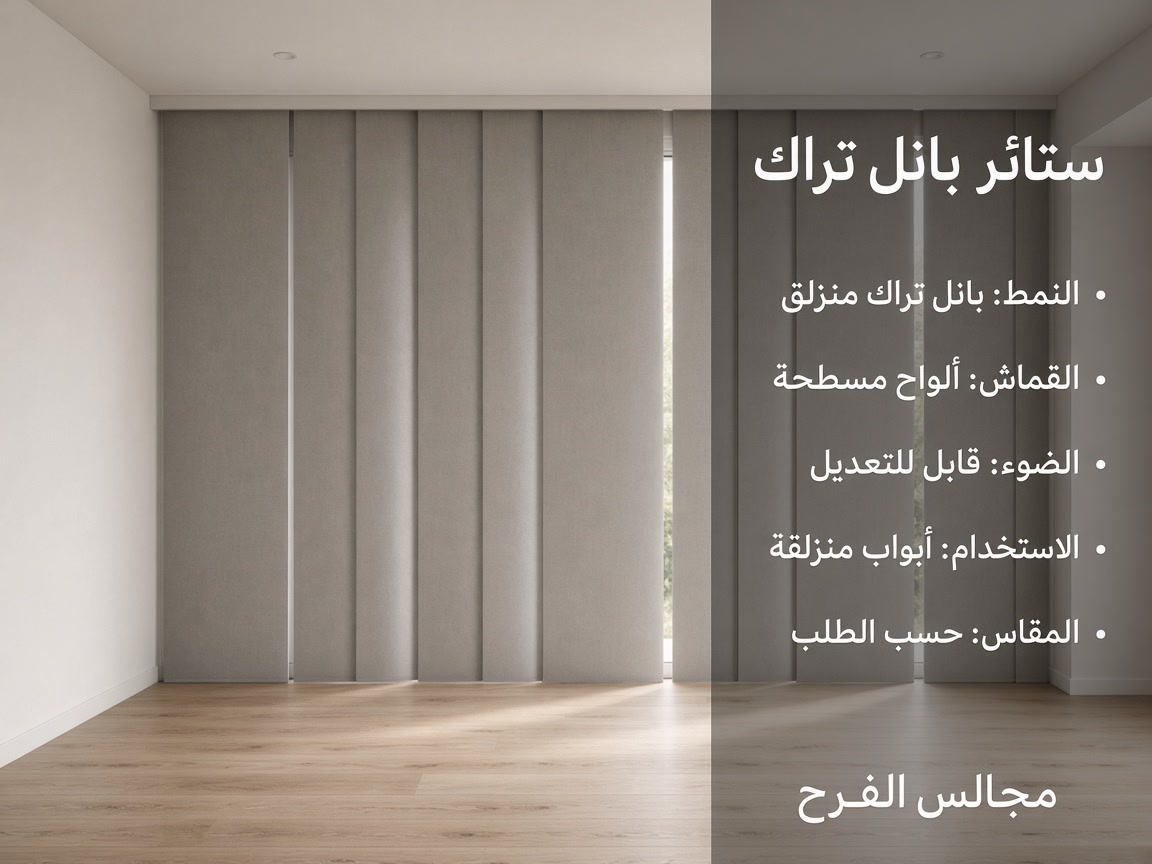 ستائر بانل تراك
• النمط: بانل تراك منزلق
• القماش: ألواح مسطحة
• الضوء: قابل للتعديل
• الاستخدام: أبواب منزلقة
• المقاس: حسب الطلب
مجالس الفـرح